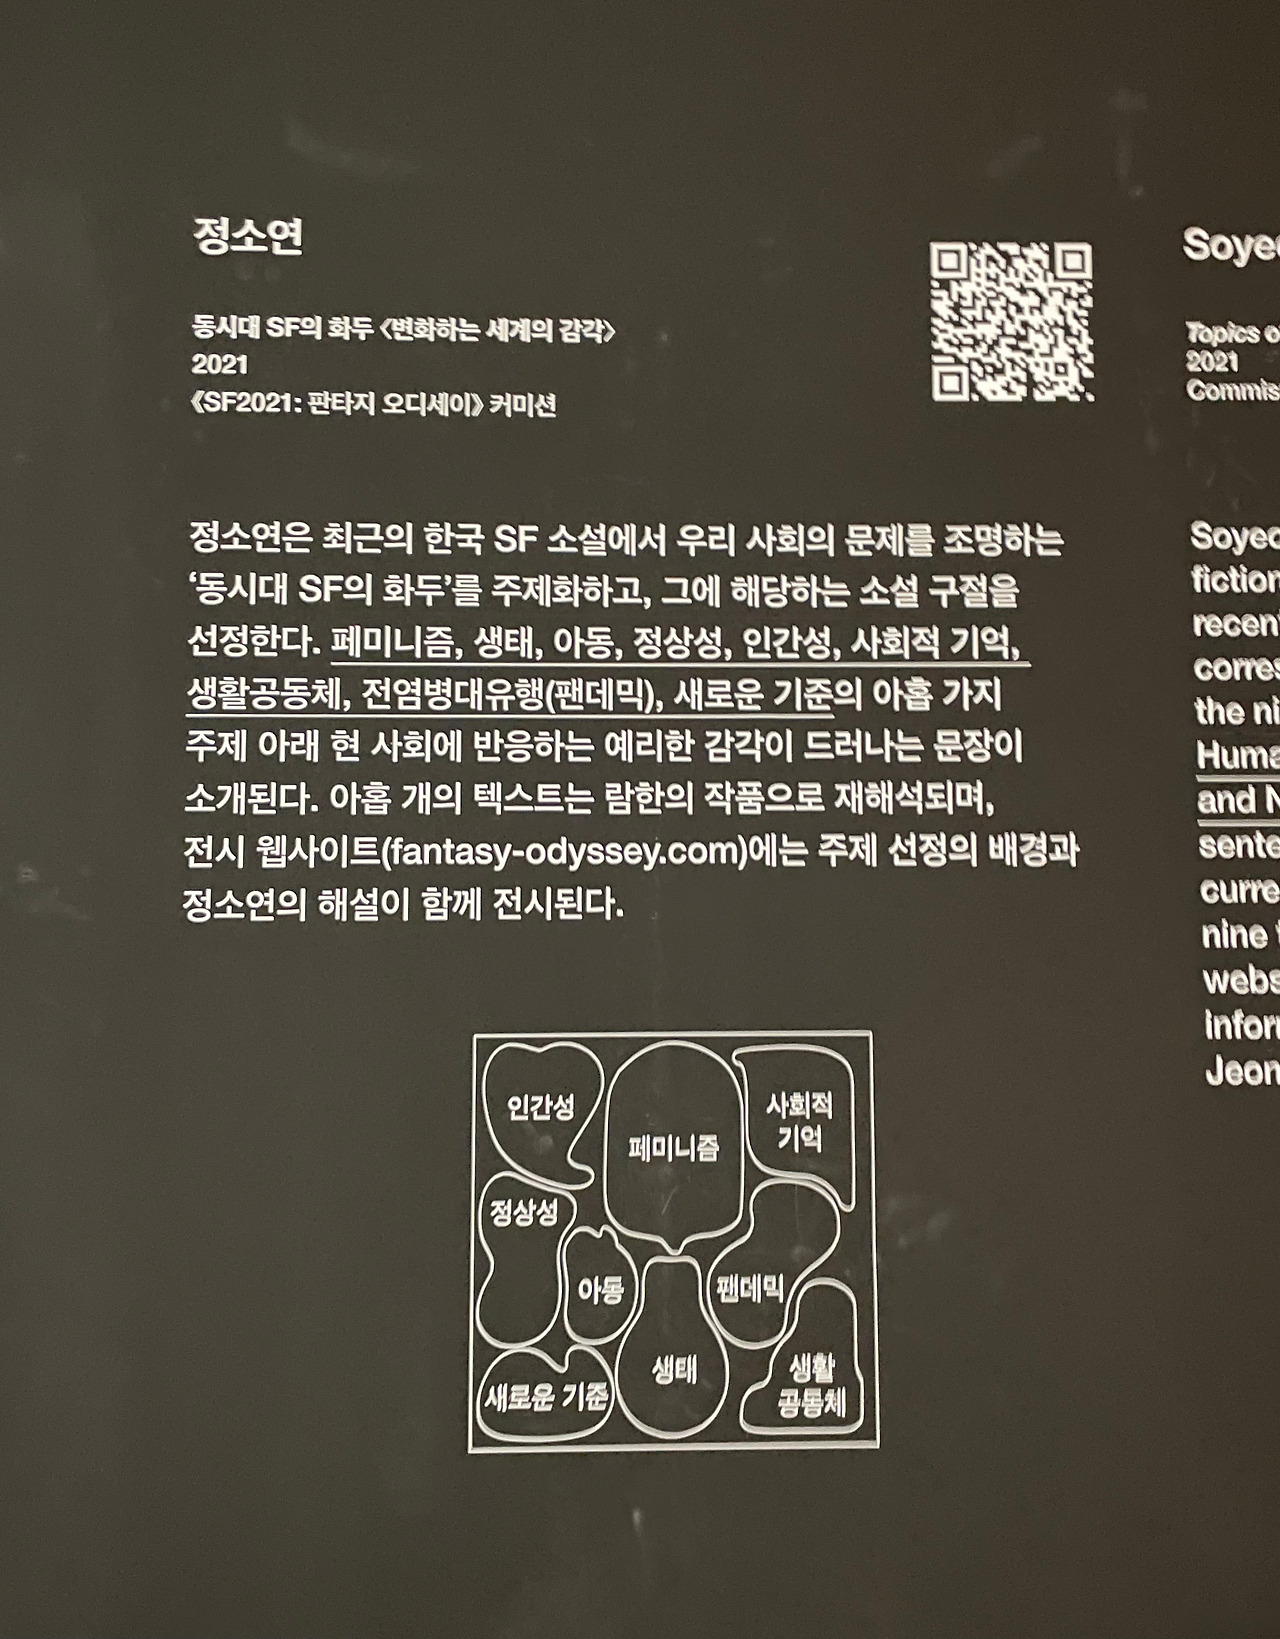 정소연
동시대 SF의 화두 〈변화하는 세계의 감각〉
2021
《SF2021: 판타지 오디세이》 커미션
정소연은 최근의 한국 SF 소설에서 우리 사회의 문제를 조명하는
‘동시대 SF의 화두’를 주제화하고, 그에 해당하는 소설 구절을
선정한다. 페미니즘, 생태, 아동, 정상성, 인간성, 사회적 기억,
생활공동체, 전염병대유행(팬데믹), 새로운 기준의 아홉 가지
주제 아래 현 사회에 반응하는 예리한 감각이 드러나는 문장이
소개된다. 아홉 개의 텍스트는 람한의 작품으로 재해석되며,
전시 웹사이트(fantasy-odyssey.com)에는 주제 선정의 배경과
정소연의 해설이 함께 전시된다.
인간성
페미니즘
사회적
기억
정상성
아동
팬데믹
생태
생활
공동체
새로운 기준
Topics
2021
the
and
nine